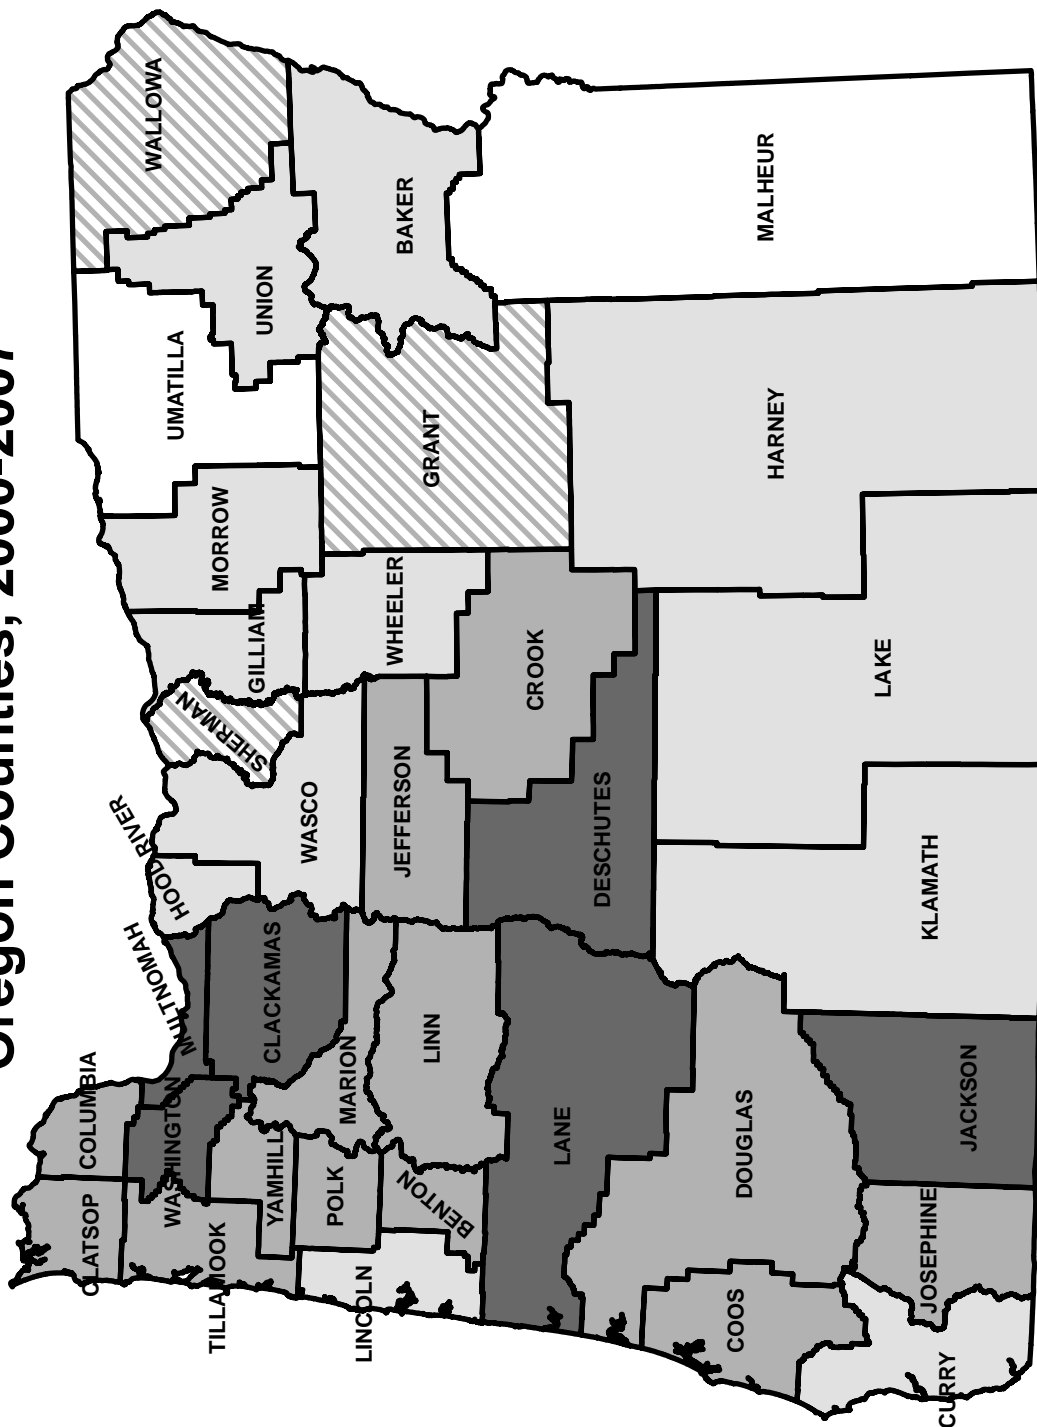 Oregon Counties, 2000-2007
CLATSOP
COLUMBIA
TILLAMOOK
WASHINGTON
MULTNOMAH
HOOD RIVER
YAMHILL
CLACKAMAS
WASCO
SHERMAN
GILLIAM
MORROW
UMATILLA
UNION
WALLOWA
POLK
MARION
LINCOLN
BENTON
LINN
JEFFERSON
WHEELER
GRANT
BAKER
LANE
DESCHUTES
CROOK
COOS
DOUGLAS
KLAMATH
LAKE
HARNEY
MALHEUR
CURRY
JOSEPHINE
JACKSON